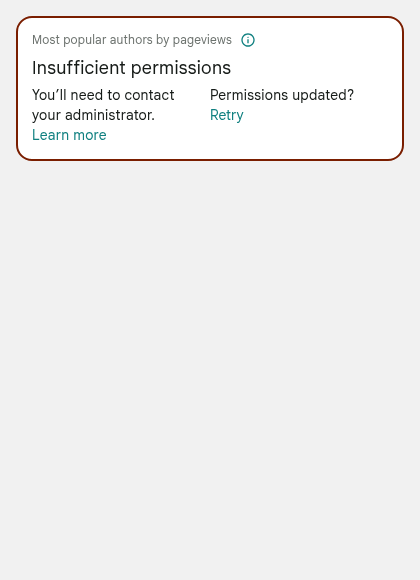 Most popular authors by pageviews
Insufficient permissions
You’ll need to contact
your administrator.
Learn more
Permissions updated?
Retry